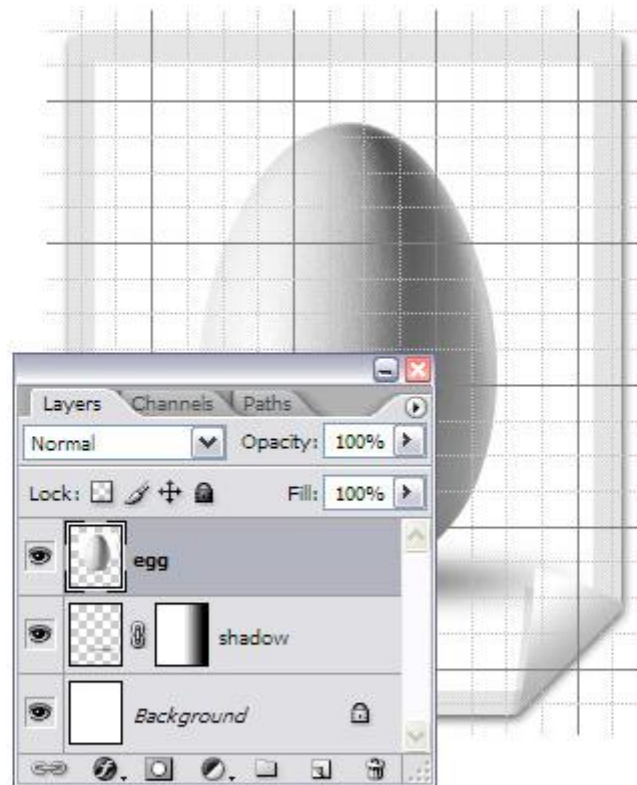 Layers Channels Paths
Normal Opacity: 100%
Lock: Fill: 100%
egg
shadow
Background